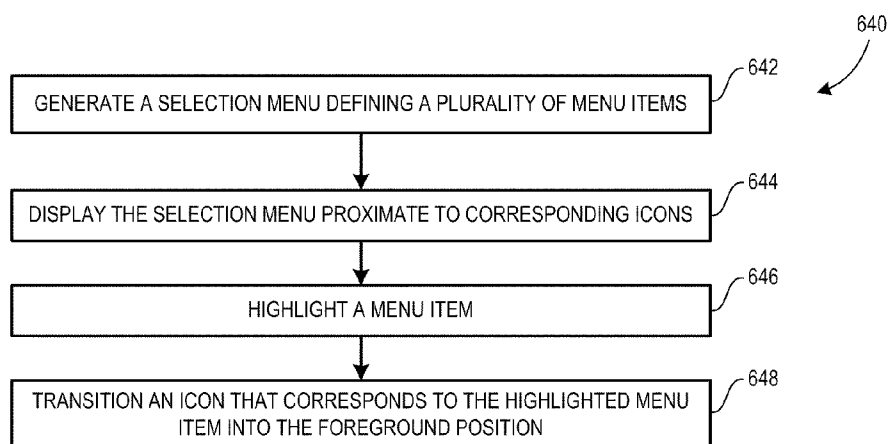 640
642
GENERATE A SELECTION MENU DEFINING A PLURALITY OF MENU ITEMS
644
DISPLAY THE SELECTION MENU PROXIMATE TO CORRESPONDING ICONS
646
HIGHLIGHT A MENU ITEM
648
TRANSITION AN ICON THAT CORRESPONDS TO THE HIGHLIGHTED MENU
ITEM INTO THE FOREGROUND POSITION